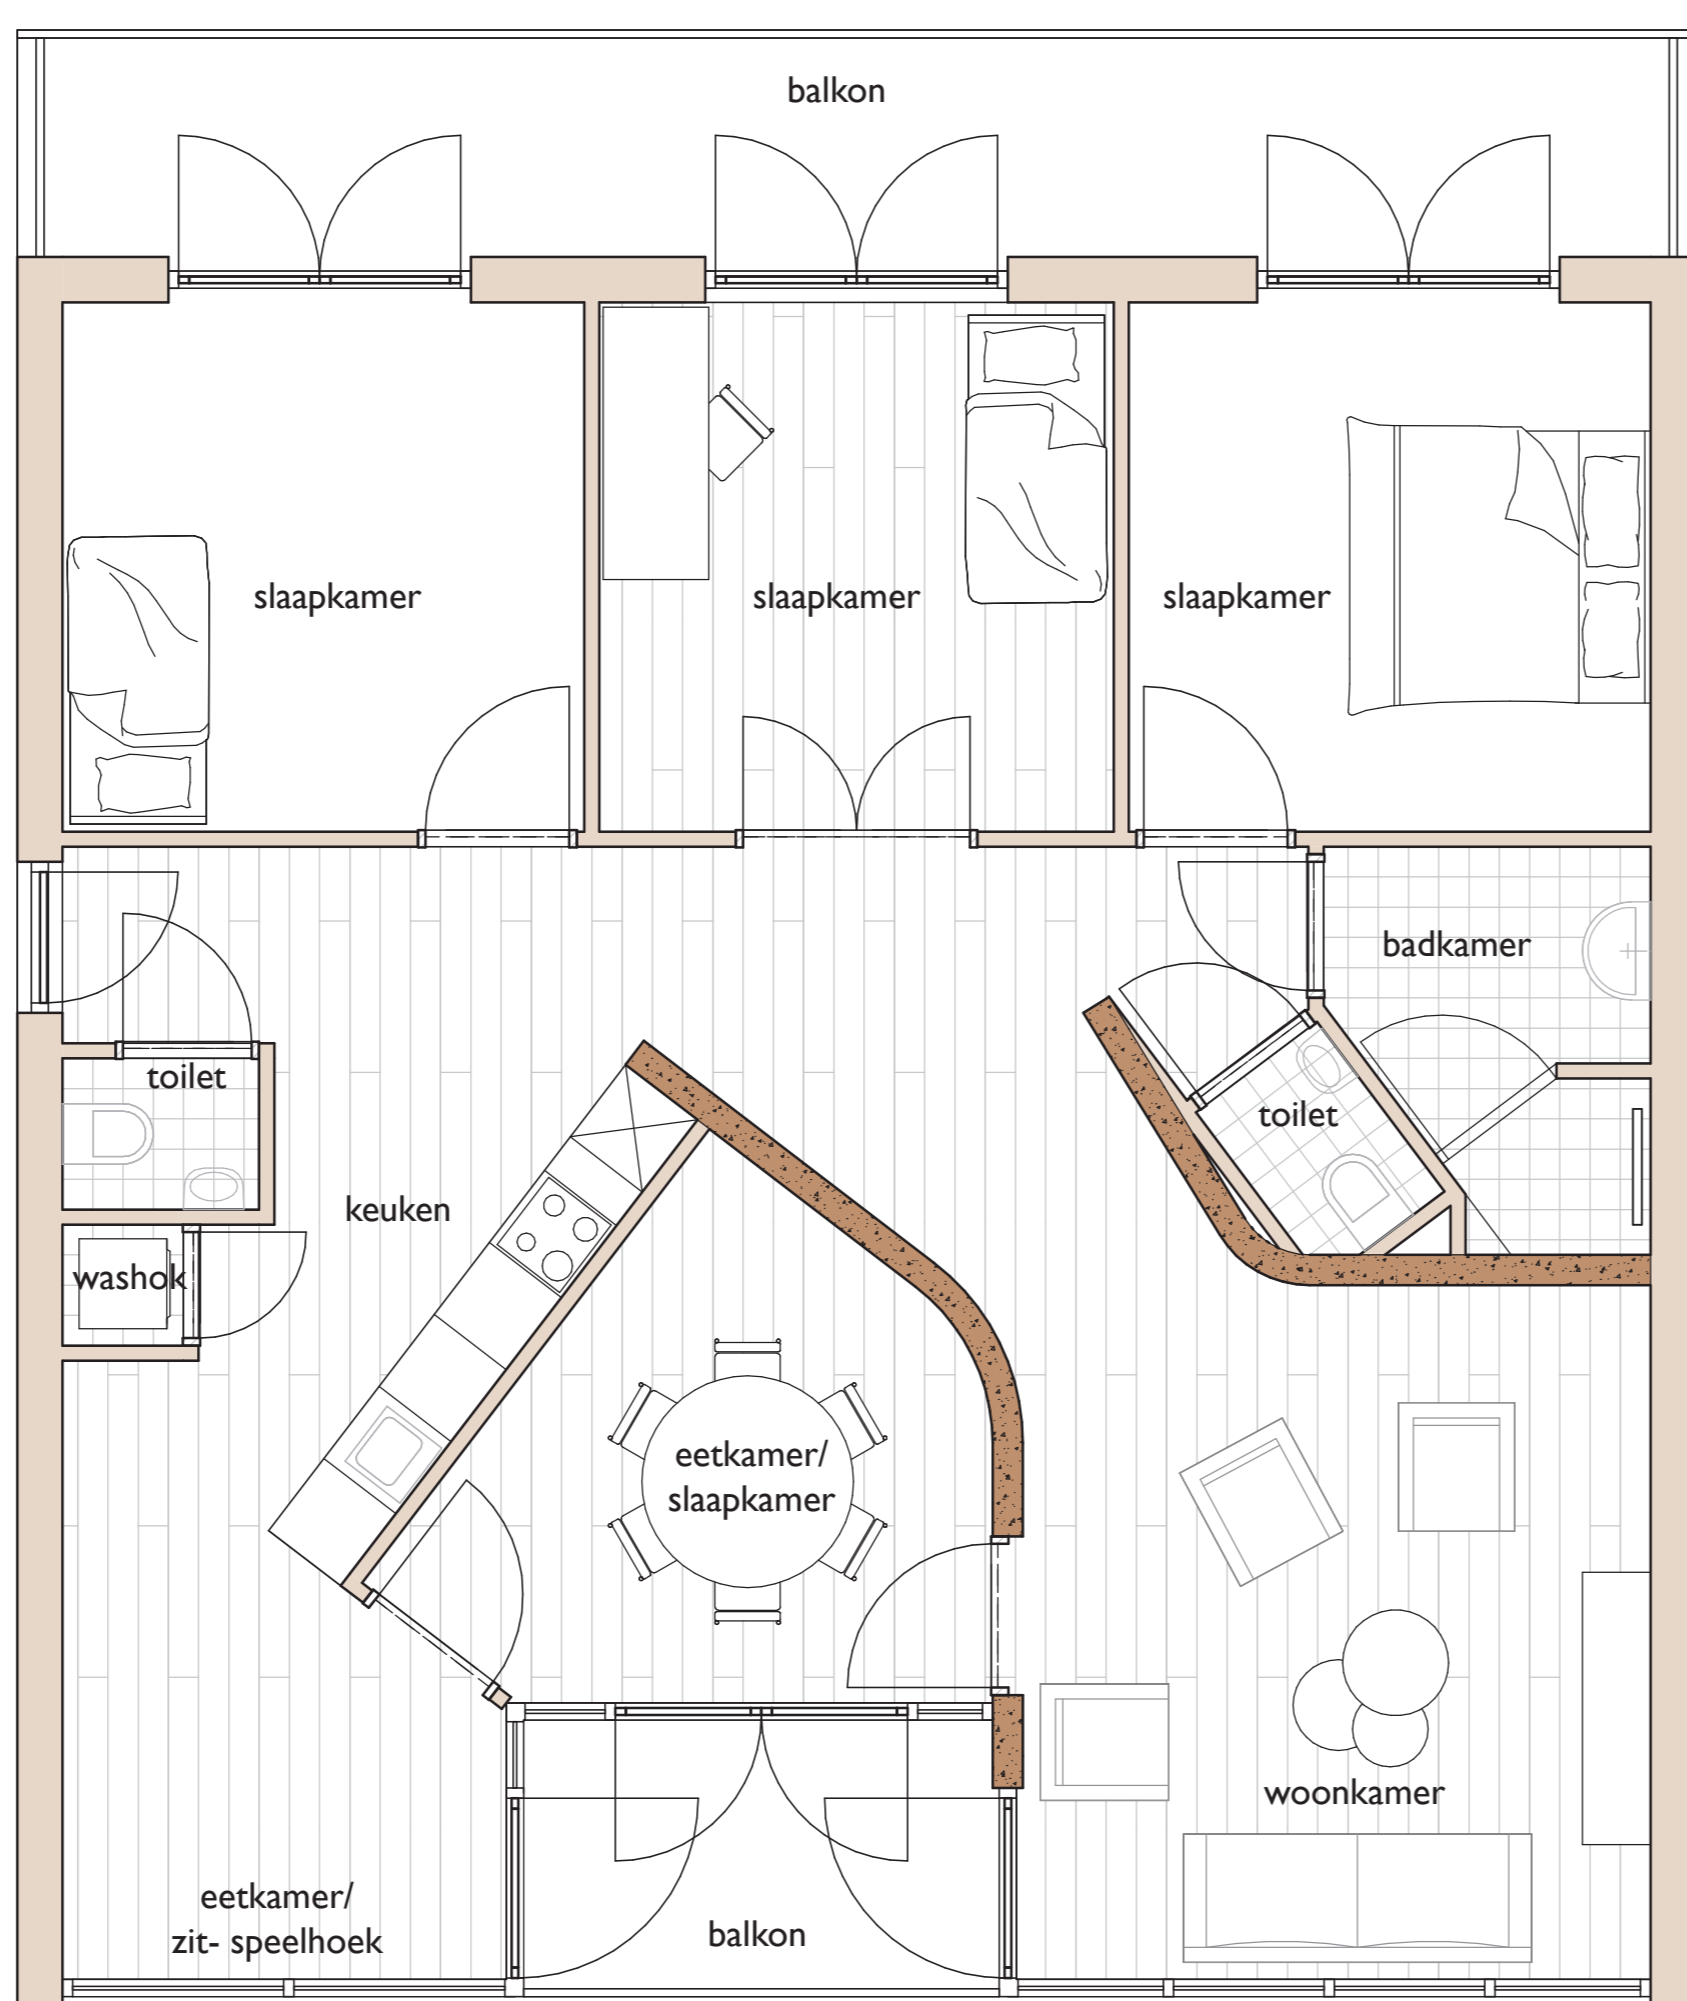 balkon
slaapkamer
slaapkamer
slaapkamer
badkamer
toilet
toilet
keuken
washok
eetkamer/
slaapkamer
woonkamer
eetkamer/
zit- speelhoek
balkon